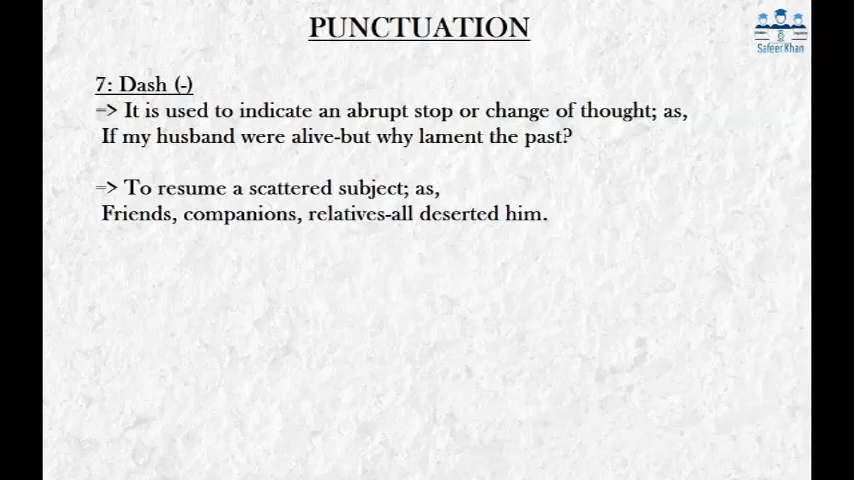 PUNCTUATION
Safeer Khan
7: Dash (-)
=> It is used to indicate an abrupt stop or change of thought; as,
If my husband were alive-but why lament the past?
=> To resume a scattered subject; as,
Friends, companions, relatives-all deserted him.